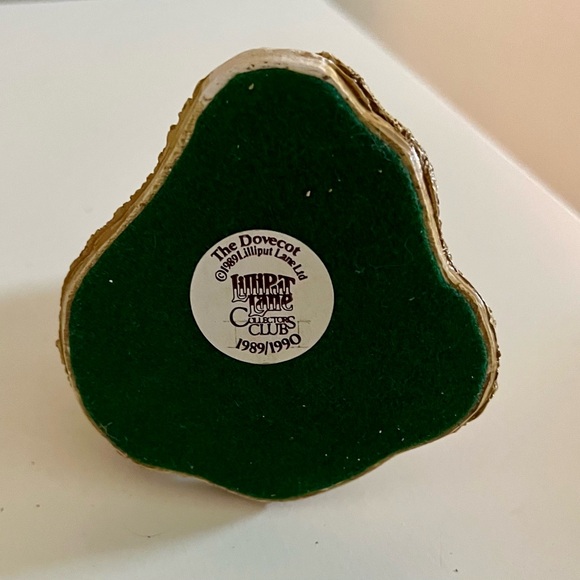 The Dovecot
©1989 Lilliput Lane Ltd
Lilliput
Lane
Collectors
Club
1989/1990